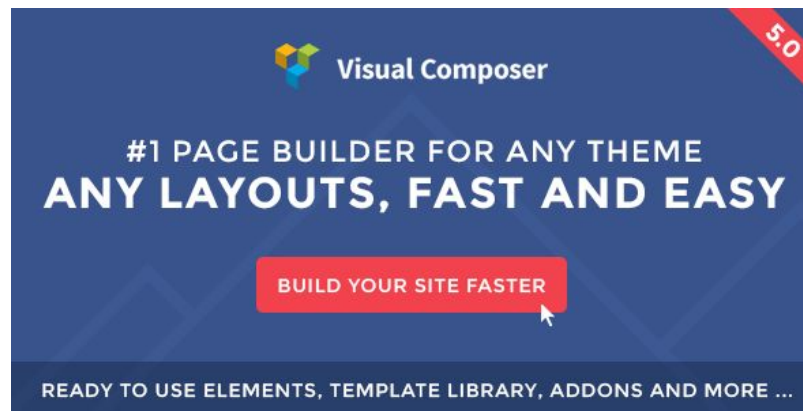 5.0
Visual Composer
#1 PAGE BUILDER FOR ANY THEME
ANY LAYOUTS, FAST AND EASY
BUILD YOUR SITE FASTER
READY TO USE ELEMENTS, TEMPLATE LIBRARY, ADDONS AND MORE ...